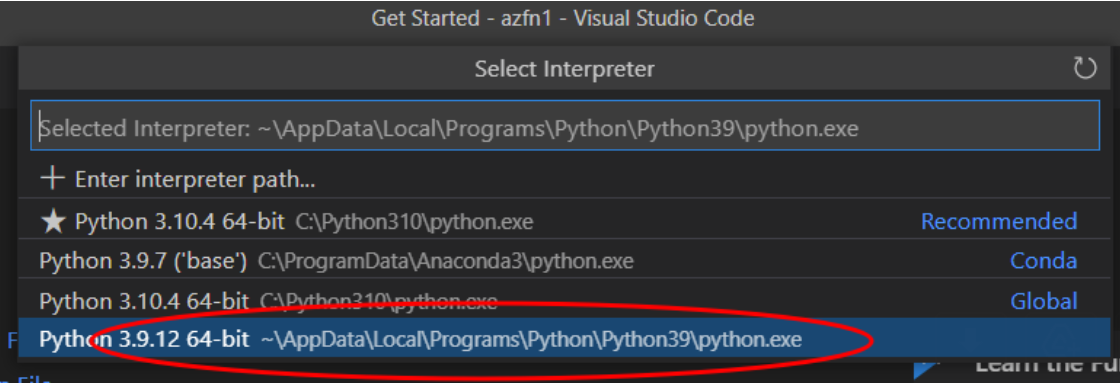 Get Started - azfn1 - Visual Studio Code
Select Interpreter
Selected Interpreter: ~\AppData\Local\Programs\Python\Python39\python.exe
+ Enter interpreter path...
★ Python 3.10.4 64-bit C:\Python310\python.exe Recommended
Python 3.9.7 ('base') C:\ProgramData\Anaconda3\python.exe Conda
Python 3.10.4 64-bit C:\Python310\python.exe Global
Python 3.9.12 64-bit ~\AppData\Local\Programs\Python\Python39\python.exe
Learn the